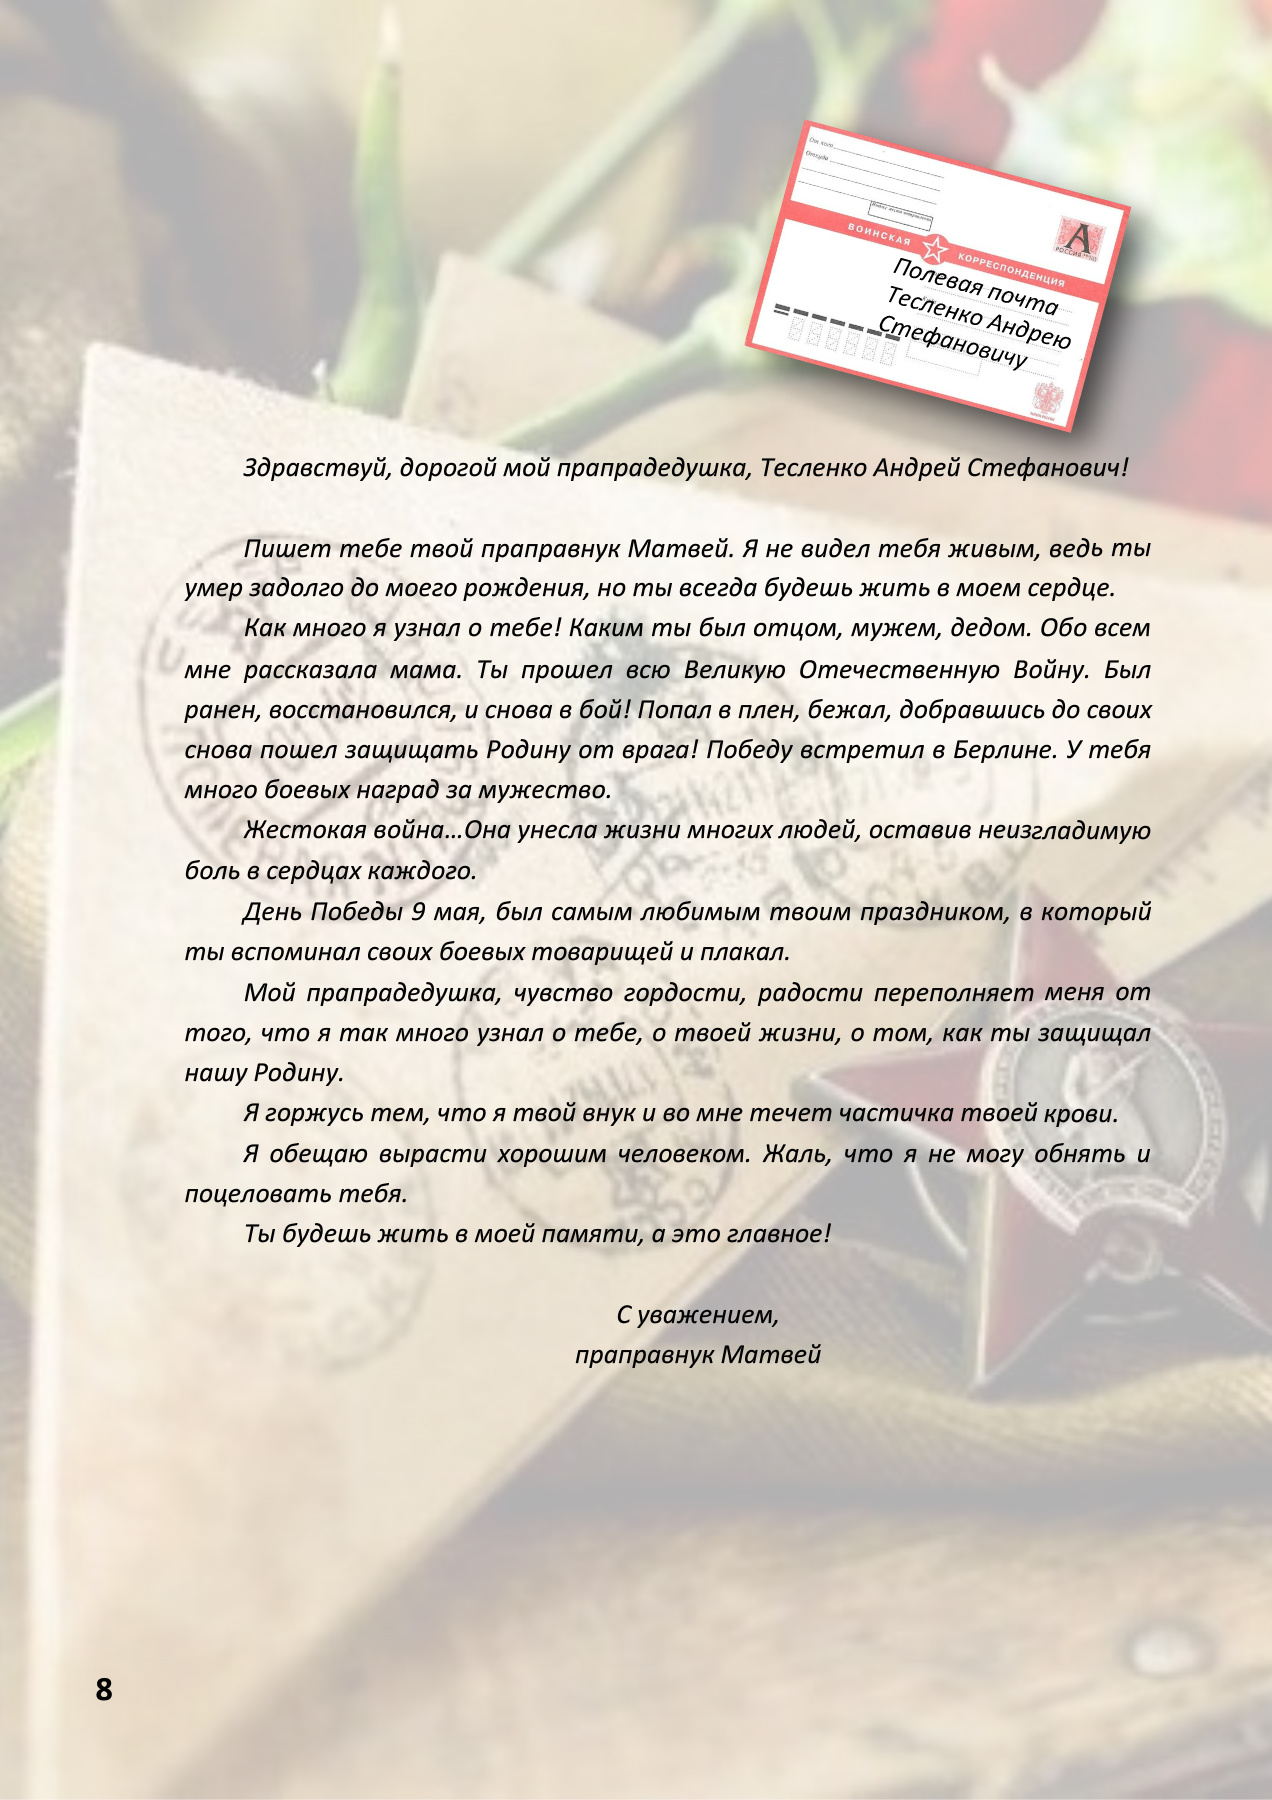 От кого
Откуда
ВОИНСКАЯ КОРРЕСПОНДЕНЦИЯ
А
РОССИЯ
Полевая почта
Тесленко Андрею
Стефановичу
Здравствуй, дорогой мой прапрадедушка, Тесленко Андрей Стефанович!
Пишет тебе твой праправнук Матвей. Я не видел тебя живым, ведь ты
умер задолго до моего рождения, но ты всегда будешь жить в моем сердце.
Как много я узнал о тебе! Каким ты был отцом, мужем, дедом. Обо всем
мне рассказала мама. Ты прошел всю Великую Отечественную Войну. Был
ранен, восстановился, и снова в бой! Попал в плен, бежал, добравшись до своих
снова пошел защищать Родину от врага! Победу встретил в Берлине. У тебя
много боевых наград за мужество.
Жестокая война…Она унесла жизни многих людей, оставив неизгладимую
боль в сердцах каждого.
День Победы 9 мая, был самым любимым твоим праздником, в который
ты вспоминал своих боевых товарищей и плакал.
Мой прапрадедушка, чувство гордости, радости переполняет меня от
того, что я так много узнал о тебе, о твоей жизни, о том, как ты защищал
нашу Родину.
Я горжусь тем, что я твой внук и во мне течет частичка твоей крови.
Я обещаю вырасти хорошим человеком. Жаль, что я не могу обнять и
поцеловать тебя.
Ты будешь жить в моей памяти, а это главное!
С уважением,
праправнук Матвей
8